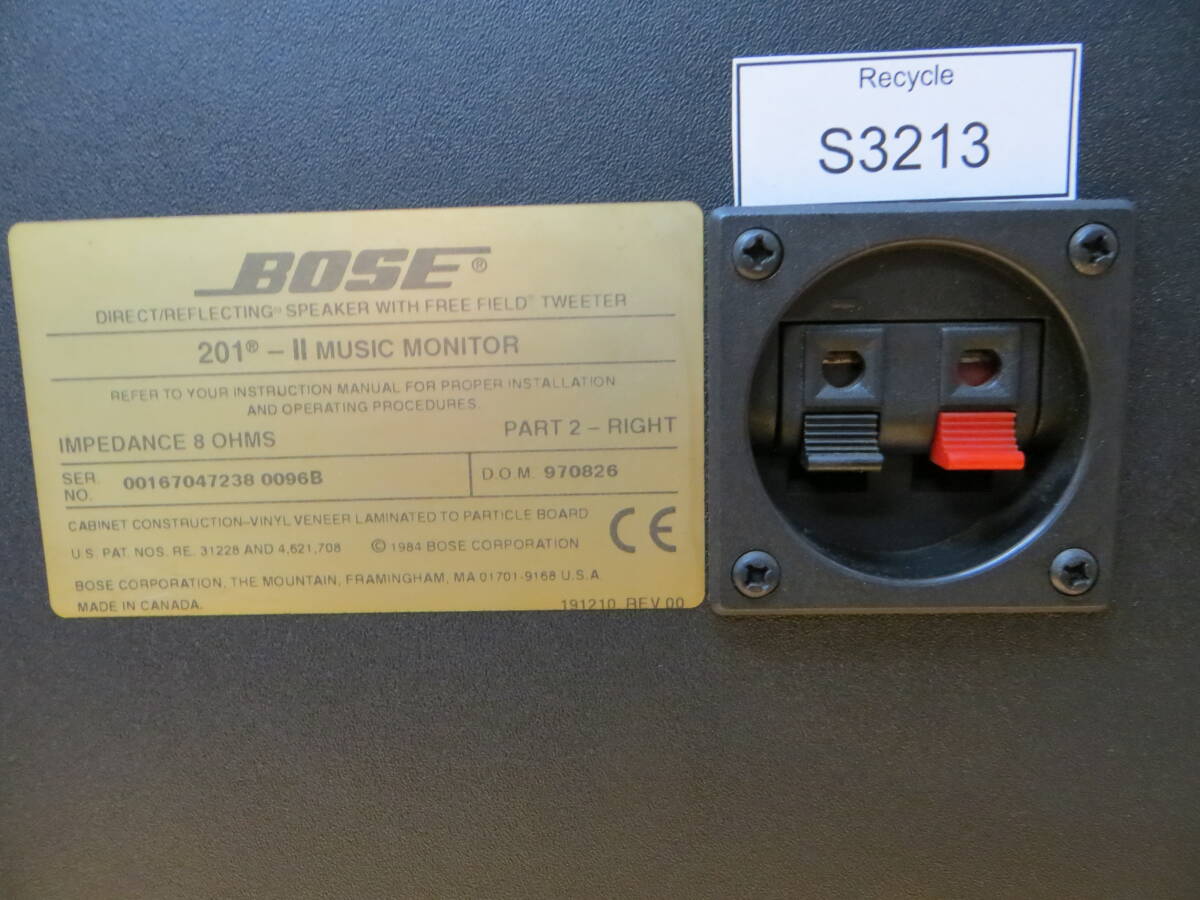 Recycle
S3213
BOSE®
DIRECT/REFLECTING® SPEAKER WITH FREE FIELD® TWEETER
201® - II MUSIC MONITOR
REFER TO YOUR INSTRUCTION MANUAL FOR PROPER INSTALLATION
AND OPERATING PROCEDURES.
IMPEDANCE 8 OHMS
PART 2 - RIGHT
SER. NO. 00167047238 0096B
D.O.M. 970826
CABINET CONSTRUCTION-VINYL VENEER LAMINATED TO PARTICLE BOARD
U.S. PAT. NOS. RE. 31228 AND 4,621,708 © 1984 BOSE CORPORATION
CE
BOSE CORPORATION, THE MOUNTAIN, FRAMINGHAM, MA 01701-9168 U.S.A.
MADE IN CANADA.
191210 REV 00